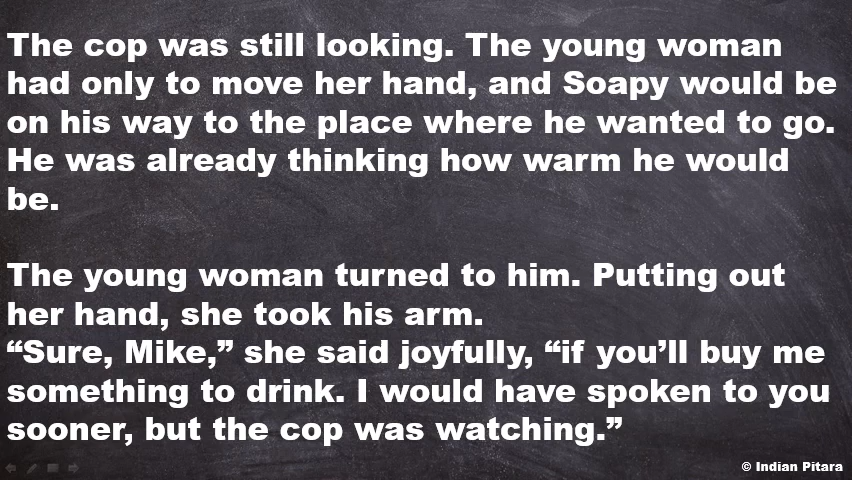 The cop was still looking. The young woman
had only to move her hand, and Soapy would be
on his way to the place where he wanted to go.
He was already thinking how warm he would
be.
The young woman turned to him. Putting out
her hand, she took his arm.
“Sure, Mike,” she said joyfully, “if you’ll buy me
something to drink. I would have spoken to you
sooner, but the cop was watching.”
© Indian Pitara